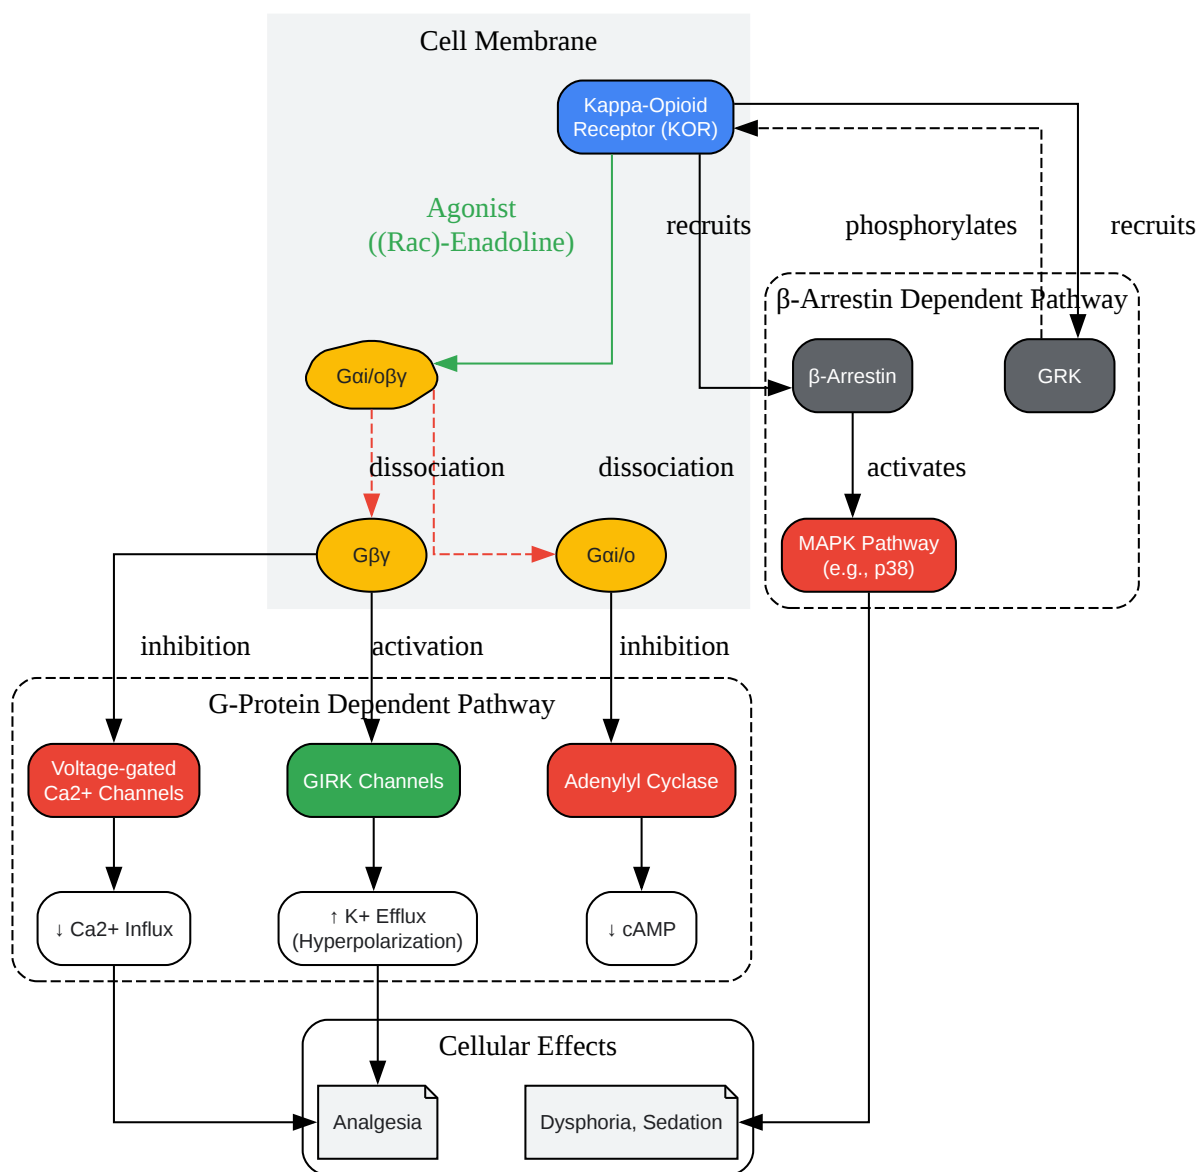 Cell Membrane
Kappa-Opioid
Receptor (KOR)
Agonist
((Rac)-Enadoline)
recruits
phosphorylates
recruits
β-Arrestin Dependent Pathway
Gαi/oβγ
β-Arrestin
GRK
dissociation
dissociation
activates
Gβγ
Gαi/o
MAPK Pathway
(e.g., p38)
inhibition
activation
inhibition
G-Protein Dependent Pathway
Voltage-gated
Ca2+ Channels
GIRK Channels
Adenylyl Cyclase
↓ Ca2+ Influx
↑ K+ Efflux
(Hyperpolarization)
↓ cAMP
Cellular Effects
Analgesia
Dysphoria, Sedation